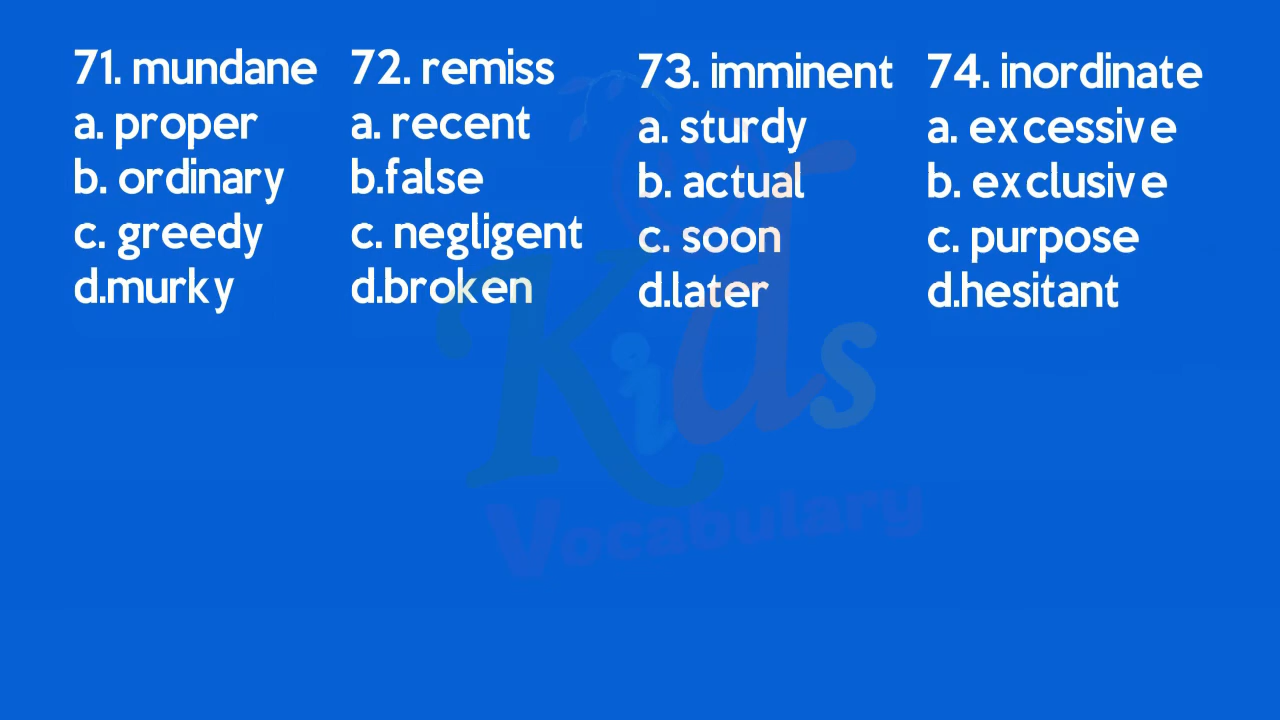 71. mundane
a. proper
b. ordinary
c. greedy
d.murky
72. remiss
a. recent
b.false
c. negligent
d.broken
73. imminent
a. sturdy
b. actual
c. soon
d.later
74. inordinate
a. excessive
b. exclusive
c. purpose
d.hesitant
Kids
Vocabulary